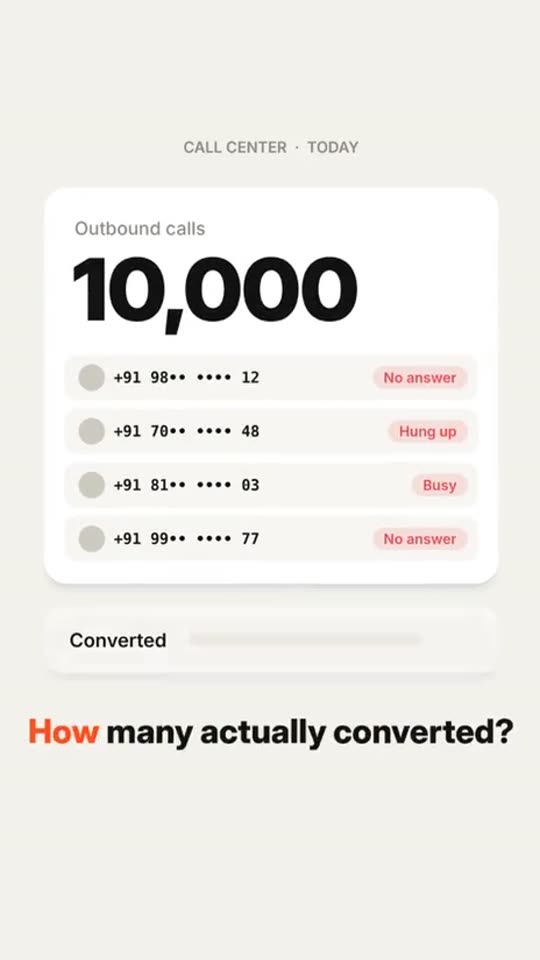 CALL CENTER · TODAY
Outbound calls
10,000
+91 98•• •••• 12 No answer
+91 70•• •••• 48 Hung up
+91 81•• •••• 03 Busy
+91 99•• •••• 77 No answer
Converted
How many actually converted?